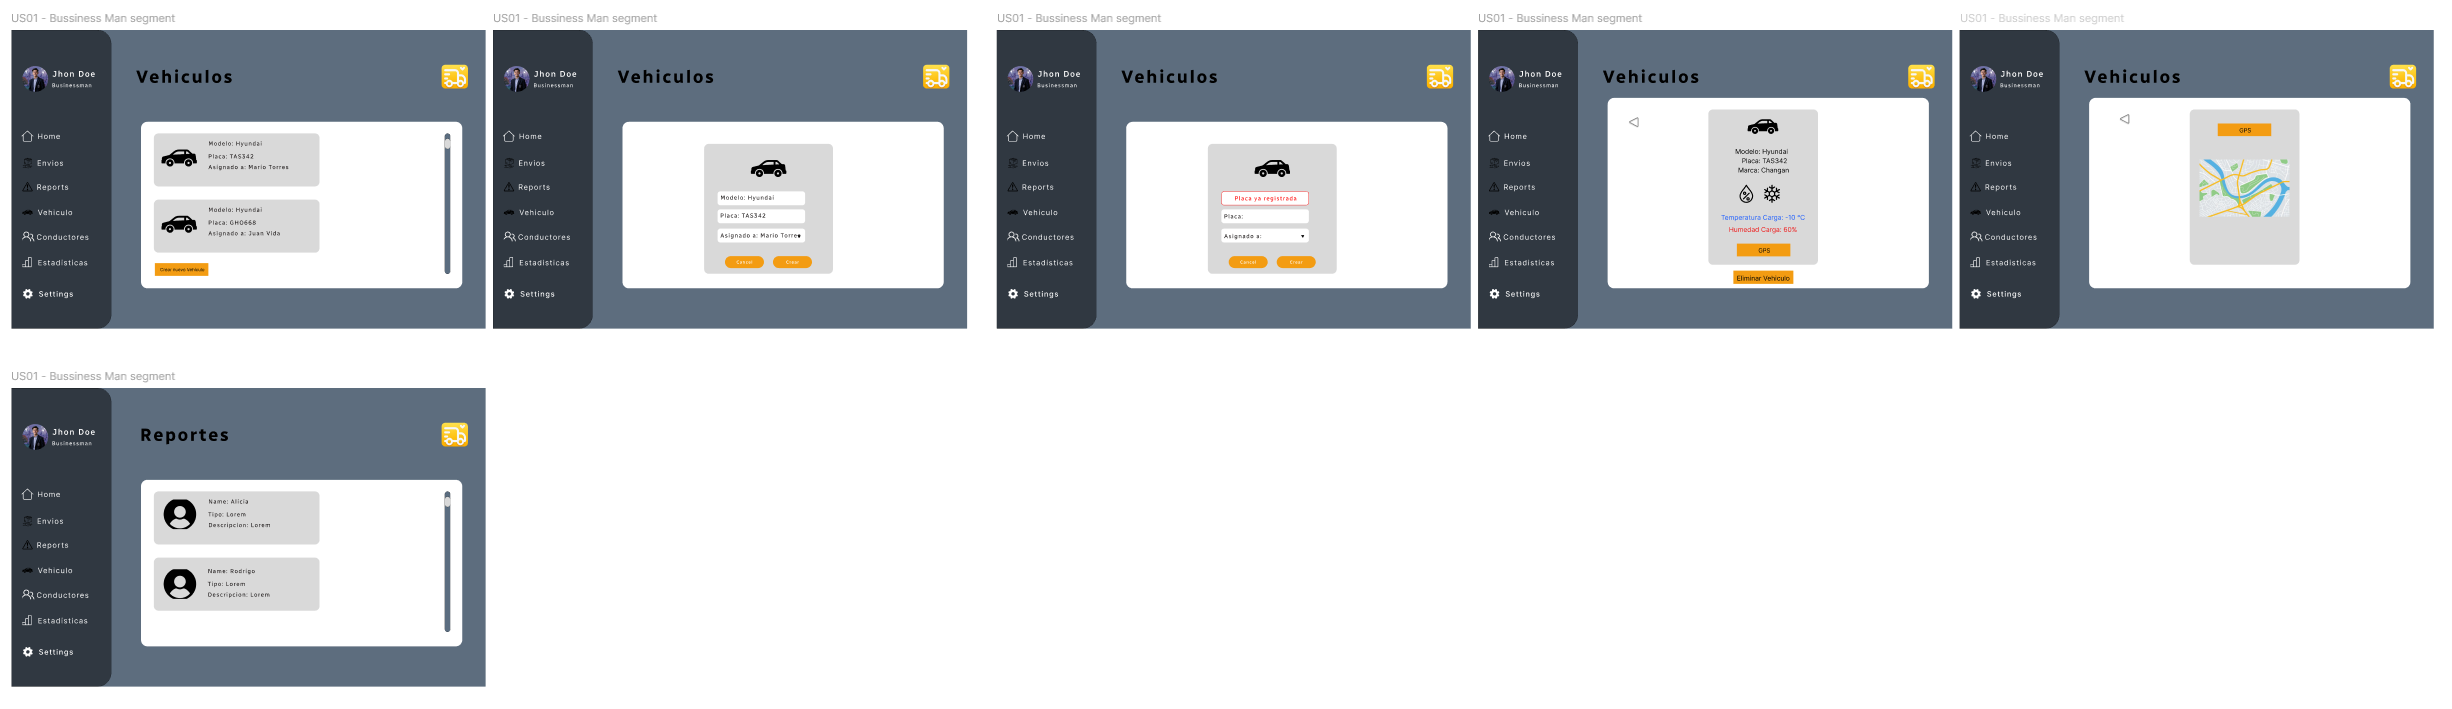 US01 - Bussiness Man segment
Jhon Doe
Businessman
Home
Envios
Reports
Vehiculo
Conductores
Estadisticas
Settings
Vehiculos
Modelo: Hyundai
Placa: TAS342
Asignado a: Mario Torres
Modelo: Hyundai
Placa: GHO668
Asignado a: Juan Vida
Crear nuevo vehiculo
US01 - Bussiness Man segment
Jhon Doe
Businessman
Home
Envios
Reports
Vehiculo
Conductores
Estadisticas
Settings
Vehiculos
Modelo: Hyundai
Placa: TAS342
Asignado a: Mario Torre
Cancel
Crear
US01 - Bussiness Man segment
Jhon Doe
Businessman
Home
Envios
Reports
Vehiculo
Conductores
Estadisticas
Settings
Vehiculos
Placa ya registrada
Placa:
Asignado a:
Cancel
Crear
US01 - Bussiness Man segment
Jhon Doe
Businessman
Home
Envios
Reports
Vehiculo
Conductores
Estadisticas
Settings
Vehiculos
Modelo: Hyundai
Placa: TAS342
Marca: Changan
Temperatura Carga: -10 °C
Humedad Carga: 60%
GPS
Eliminar Vehiculo
US01 - Bussiness Man segment
Jhon Doe
Businessman
Home
Envios
Reports
Vehiculo
Conductores
Estadisticas
Settings
Vehiculos
GPS
US01 - Bussiness Man segment
Jhon Doe
Businessman
Home
Envios
Reports
Vehiculo
Conductores
Estadisticas
Settings
Reportes
Name: Alicia
Tipo: Lorem
Descripcion: Lorem
Name: Rodrigo
Tipo: Lorem
Descripcion: Lorem